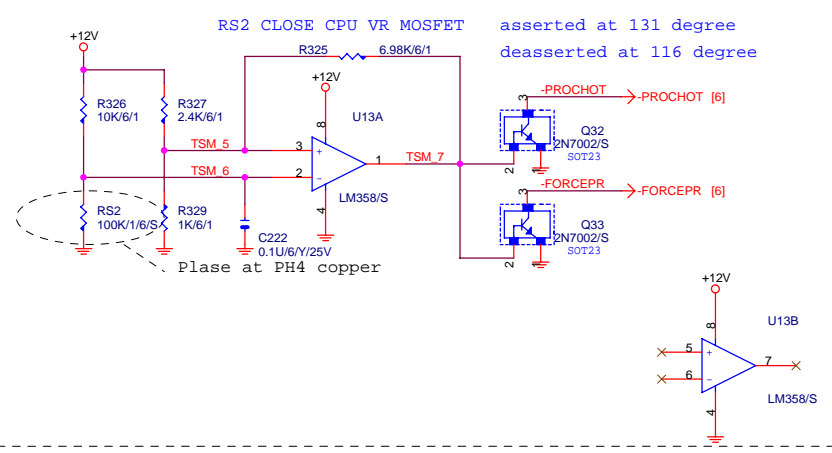 RS2 CLOSE CPU VR MOSFET asserted at 131 degree
deasserted at 116 degree
+12V
R325 6.98K/6/1
+12V
R326
10K/6/1
R327
2.4K/6/1
U13A
TSM_5
TSM_6
3
2
8
4
1
+
−
TSM_7
LM358/S
RS2
100K/1/6/S
R329
1K/6/1
C222
0.1U/6/Y/25V
Plase at PH4 copper
3
-PROCHOT
-PROCHOT [6]
Q32
2N7002/S
SOT23
2
1
3
-FORCEPR
-FORCEPR [6]
Q33
2N7002/S
SOT23
2
1
+12V
U13B
8
5
6
+
−
7
4
LM358/S